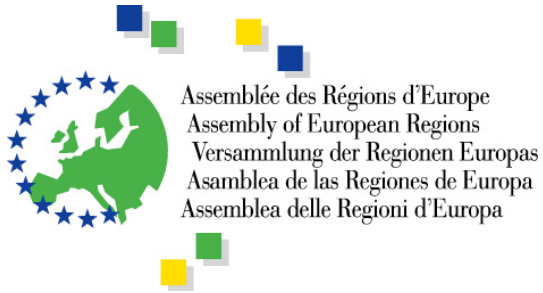 Assemblée des Régions d'Europe
Assembly of European Regions
Versammlung der Regionen Europas
Asamblea de las Regiones de Europa
Assemblea delle Regioni d'Europa